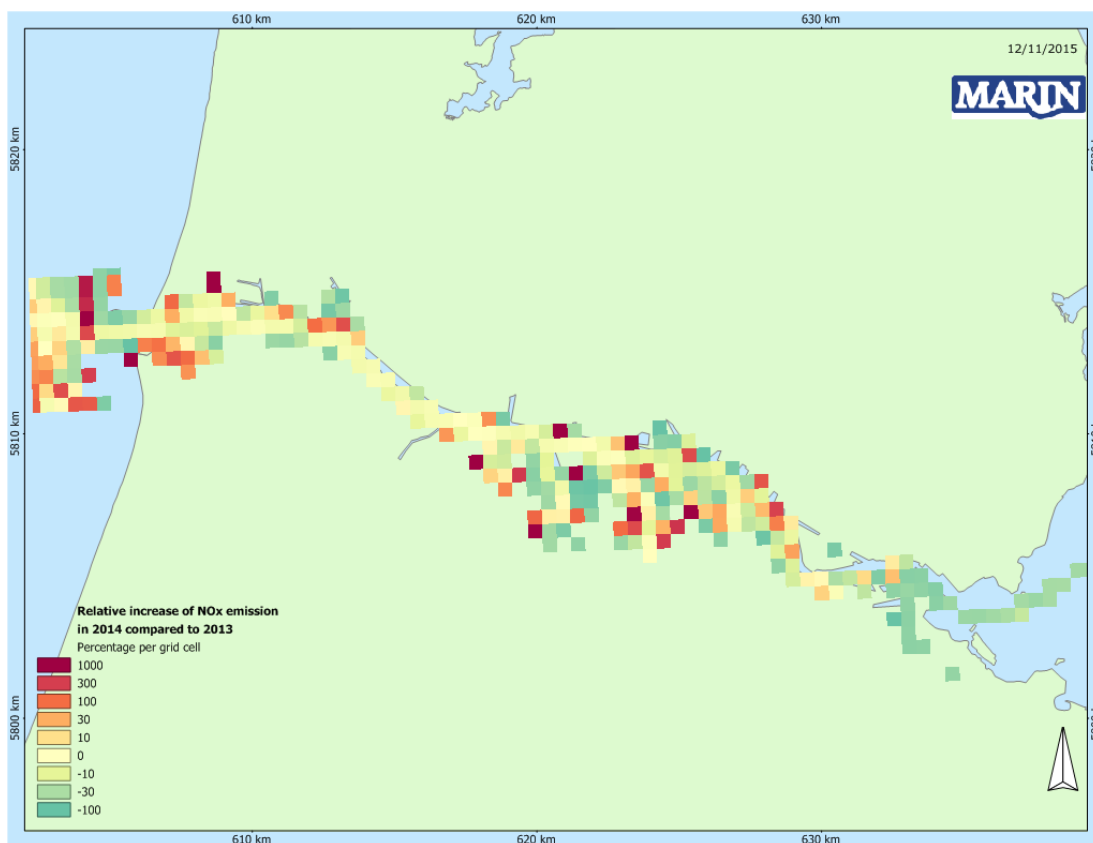 610 km
620 km
630 km
12/11/2015
MARIN
5820 km
5810 km
5800 km
Relative increase of NOx emission
in 2014 compared to 2013
Percentage per grid cell
1000
300
100
30
10
0
-10
-30
-100
610 km
620 km
630 km